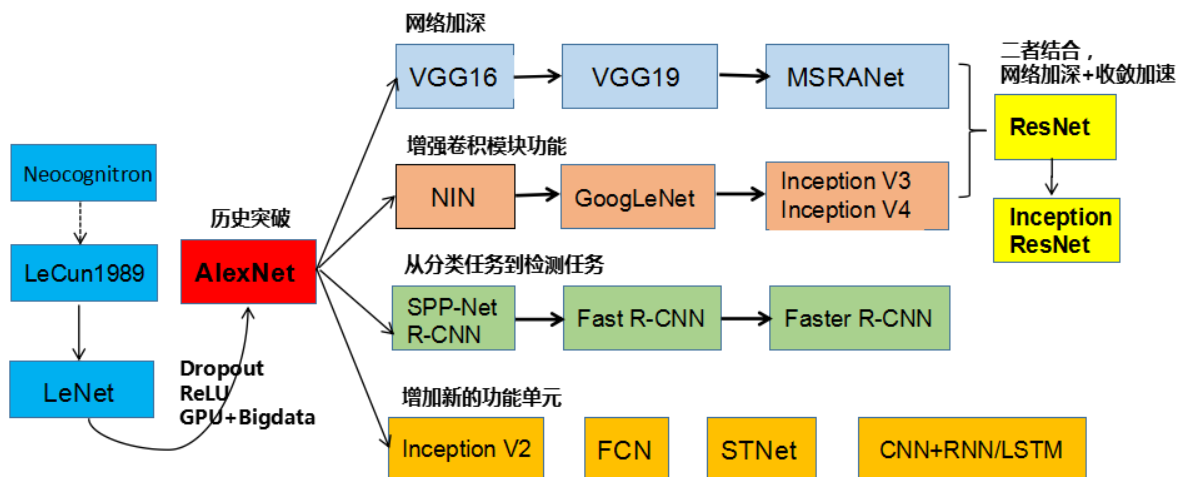 Neocognitron
LeCun1989
LeNet
历史突破
AlexNet
Dropout
ReLU
GPU+Bigdata
网络加深
VGG16
VGG19
MSRANet
增强卷积模块功能
NIN
GoogLeNet
Inception V3
Inception V4
二者结合，
网络加深+收敛加速
ResNet
Inception
ResNet
从分类任务到检测任务
SPP-Net
R-CNN
Fast R-CNN
Faster R-CNN
增加新的功能单元
Inception V2
FCN
STNet
CNN+RNN/LSTM